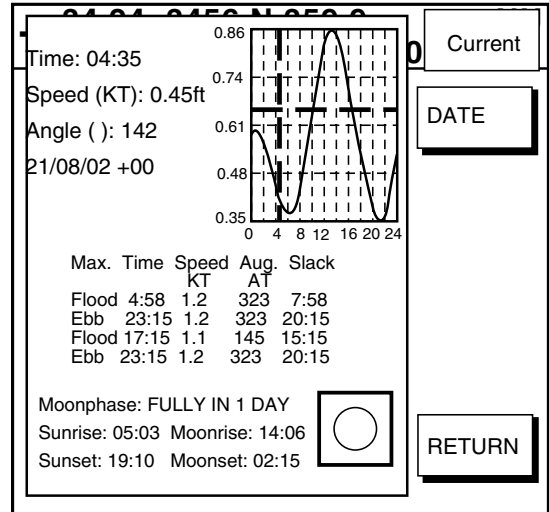 Time: 04:35
Speed (KT): 0.45ft
Angle ( ): 142
21/08/02 +00
0.86
0.74
0.61
0.48
0.35
0 4 8 12 16 20 24
Current
DATE
Max. Time Speed Aug. Slack
KT AT
Flood 4:58 1.2 323 7:58
Ebb 23:15 1.2 323 20:15
Flood 17:15 1.1 145 15:15
Ebb 23:15 1.2 323 20:15
Moonphase: FULLY IN 1 DAY
Sunrise: 05:03 Moonrise: 14:06
Sunset: 19:10 Moonset: 02:15
RETURN